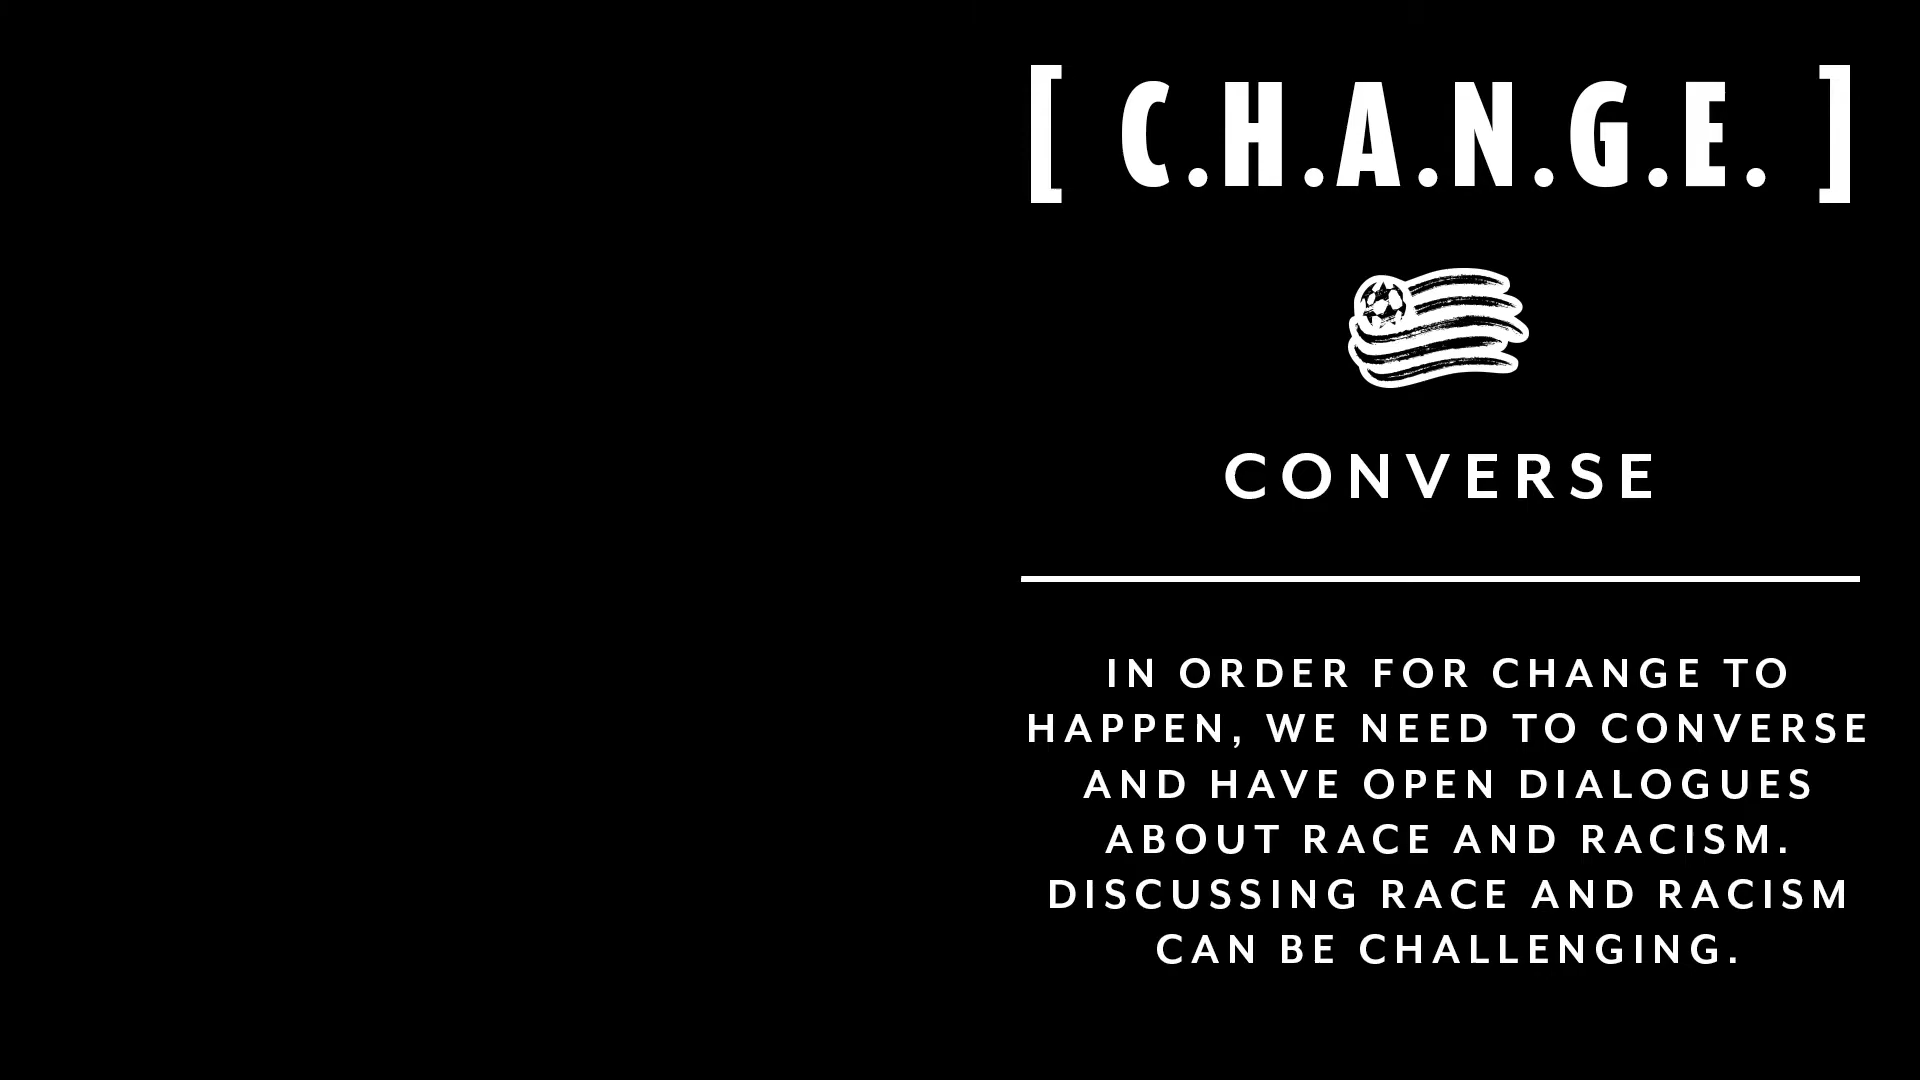 [ C.H.A.N.G.E. ]
CONVERSE
IN ORDER FOR CHANGE TO
HAPPEN, WE NEED TO CONVERSE
AND HAVE OPEN DIALOGUES
ABOUT RACE AND RACISM.
DISCUSSING RACE AND RACISM
CAN BE CHALLENGING.